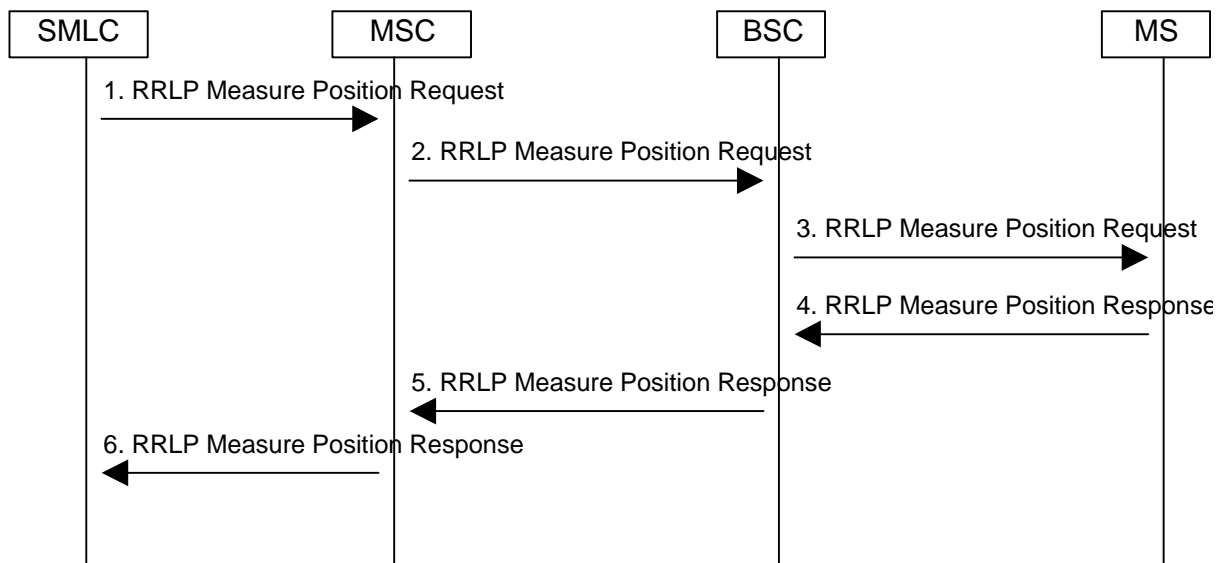 SMLC
MSC
BSC
MS
1. RRLP Measure Position Request
2. RRLP Measure Position Request
3. RRLP Measure Position Request
4. RRLP Measure Position Response
5. RRLP Measure Position Response
6. RRLP Measure Position Response